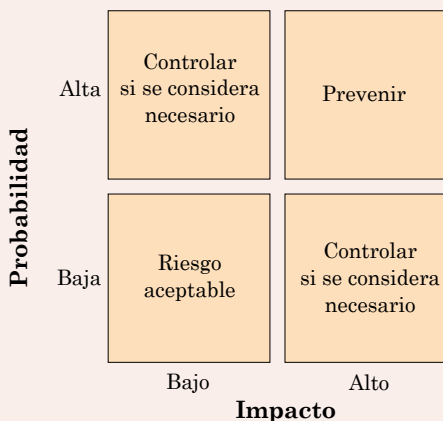 Probabilidad
Alta
Controlar
si se considera
necesario
Prevenir
Baja
Riesgo
aceptable
Controlar
si se considera
necesario
Bajo
Alto
Impacto